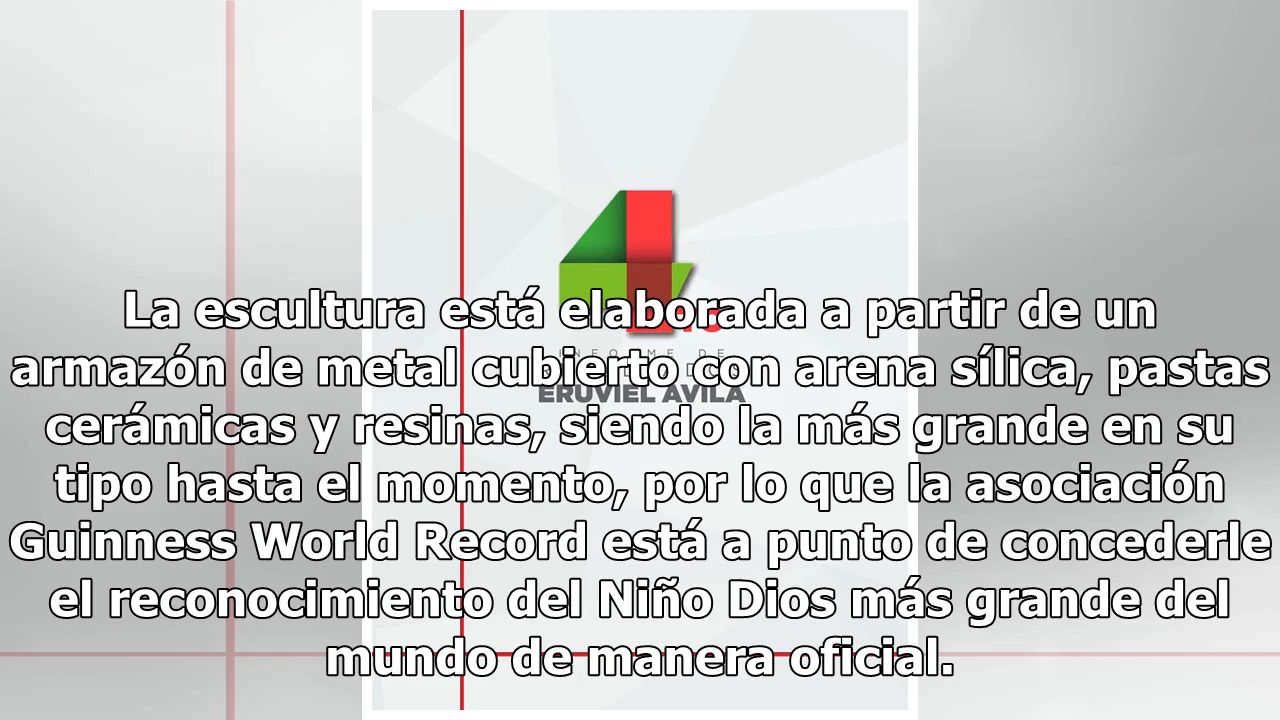 La escultura está elaborada a partir de un
armazón de metal cubierto con arena sílica, pastas
cerámicas y resinas, siendo la más grande en su
tipo hasta el momento, por lo que la asociación
Guinness World Record está a punto de concederle
el reconocimiento del Niño Dios más grande del
mundo de manera oficial.
ERUVIEL AVILA